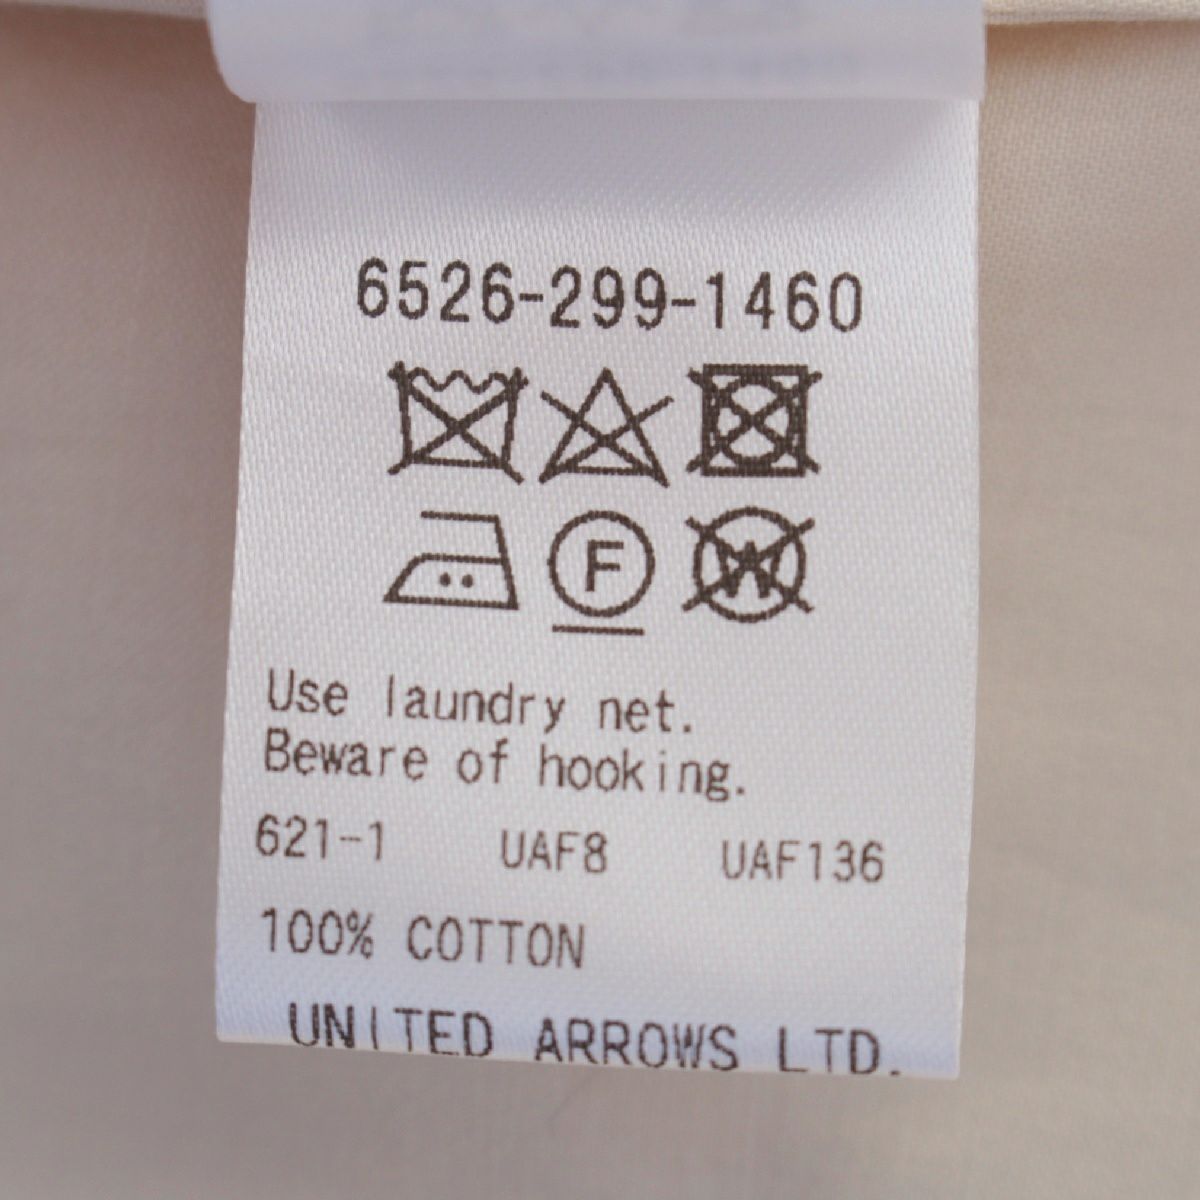 6526-299-1460
F W
Use laundry net.
Beware of hooking.
621-1 UAF8 UAF136
100% COTTON
UNITED ARROWS LTD.